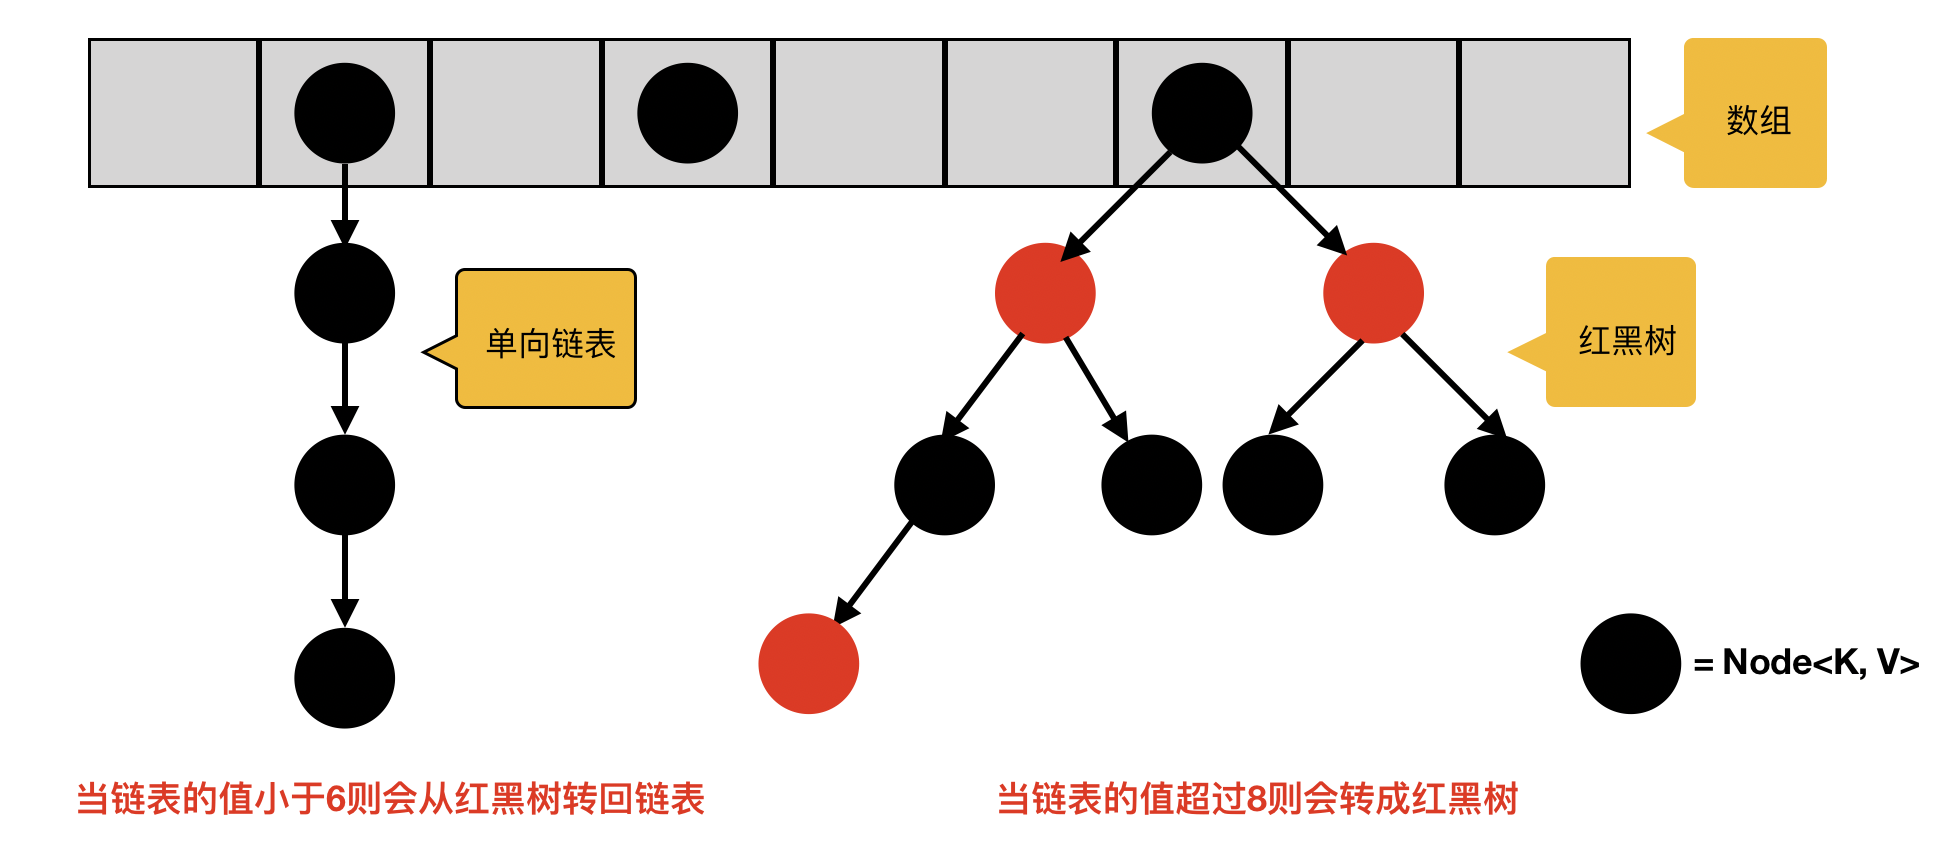 数组
单向链表
红黑树
= Node<K, V>
当链表的值小于6则会从红黑树转回链表
当链表的值超过8则会转成红黑树